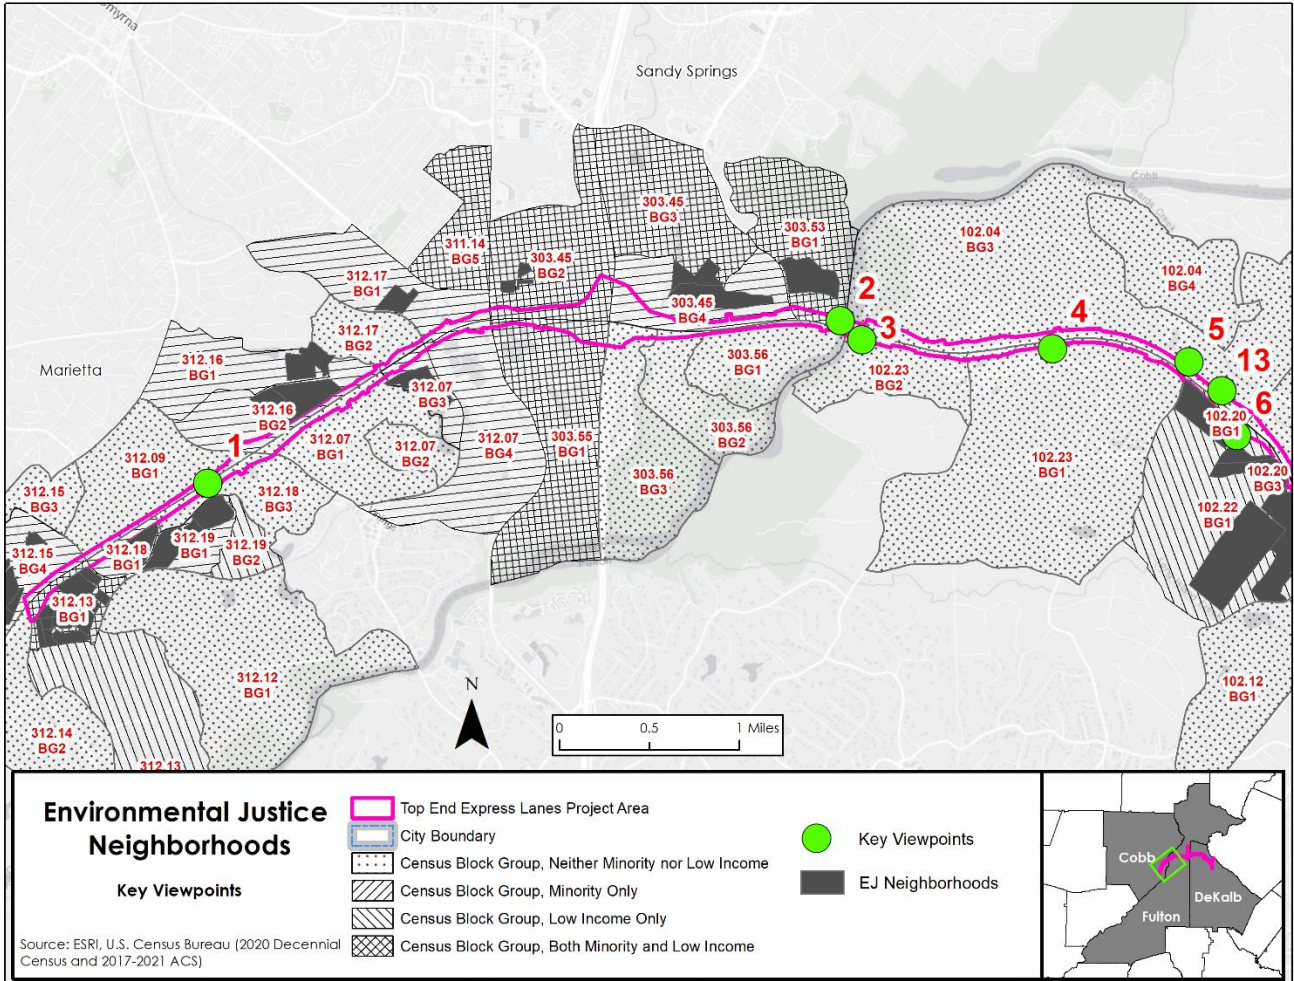 myrna
Sandy Springs
Cobb
303.45
BG3
303.53
BG1
102.04
BG3
311.14
BG5
303.45
BG2
102.04
BG4
312.17
BG1
303.45
BG4
2
3
4
5
13
6
312.17
BG2
Marietta
312.16
BG1
303.56
BG1
102.23
BG2
312.07
BG3
312.16
BG2
102.20
BG1
1
312.07
BG1
312.07
BG2
312.07
BG4
303.55
BG1
303.56
BG2
312.09
BG1
303.56
BG3
102.23
BG1
102.20
BG3
312.15
BG3
312.18
BG3
102.22
BG1
312.19
BG1
312.19
BG2
312.18
BG1
312.15
BG4
312.13
BG1
312.12
BG1
102.12
BG1
312.14
BG2
312.13
N
0 0.5 1 Miles
Environmental Justice
Neighborhoods
Key Viewpoints
Source: ESRI, U.S. Census Bureau (2020 Decennial
Census and 2017-2021 ACS)
Top End Express Lanes Project Area
City Boundary
Census Block Group, Neither Minority nor Low Income
Census Block Group, Minority Only
Census Block Group, Low Income Only
Census Block Group, Both Minority and Low Income
Key Viewpoints
EJ Neighborhoods
Cobb
DeKalb
Fulton